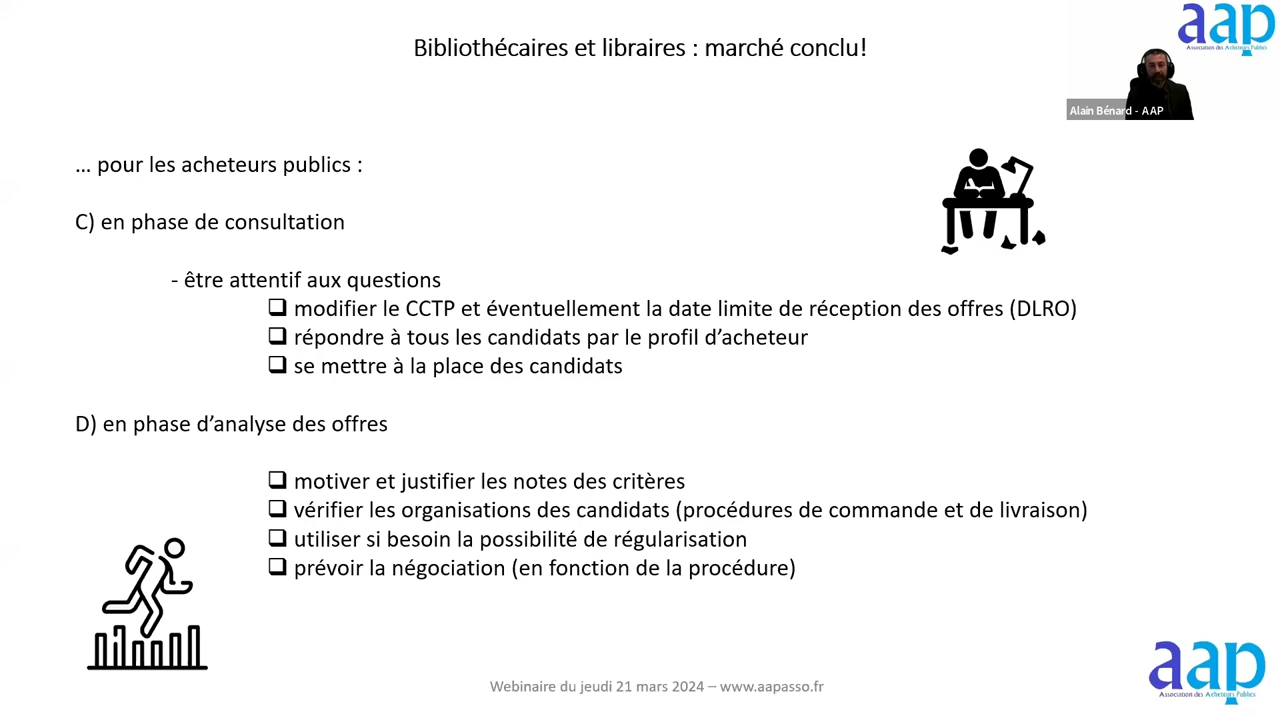 Bibliothécaires et libraires : marché conclu!
aap
Association des Acheteurs Publics
Alain Bénard - AAP
... pour les acheteurs publics :
C) en phase de consultation
- être attentif aux questions
❑ modifier le CCTP et éventuellement la date limite de réception des offres (DLRO)
❑ répondre à tous les candidats par le profil d’acheteur
❑ se mettre à la place des candidats
D) en phase d’analyse des offres
❑ motiver et justifier les notes des critères
❑ vérifier les organisations des candidats (procédures de commande et de livraison)
❑ utiliser si besoin la possibilité de régularisation
❑ prévoir la négociation (en fonction de la procédure)
Webinaire du jeudi 21 mars 2024 – www.aapasso.fr
aap
Association des Acheteurs Publics